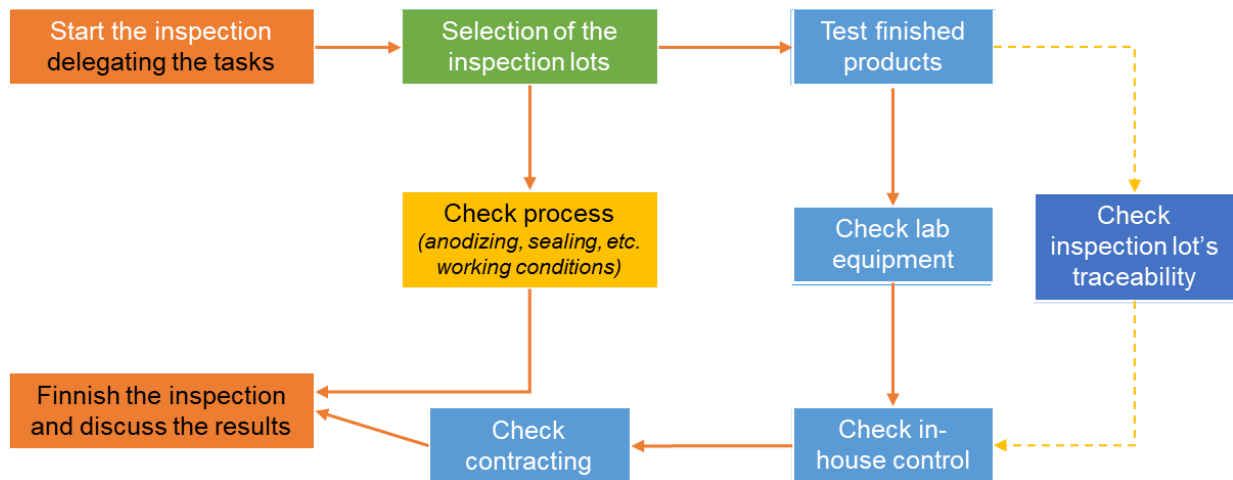 Start the inspection
delegating the tasks
Selection of the
inspection lots
Test finished
products
Check process
(anodizing, sealing, etc.
working conditions)
Check lab
equipment
Check
inspection lot’s
traceability
Finnish the inspection
and discuss the results
Check
contracting
Check in-
house control